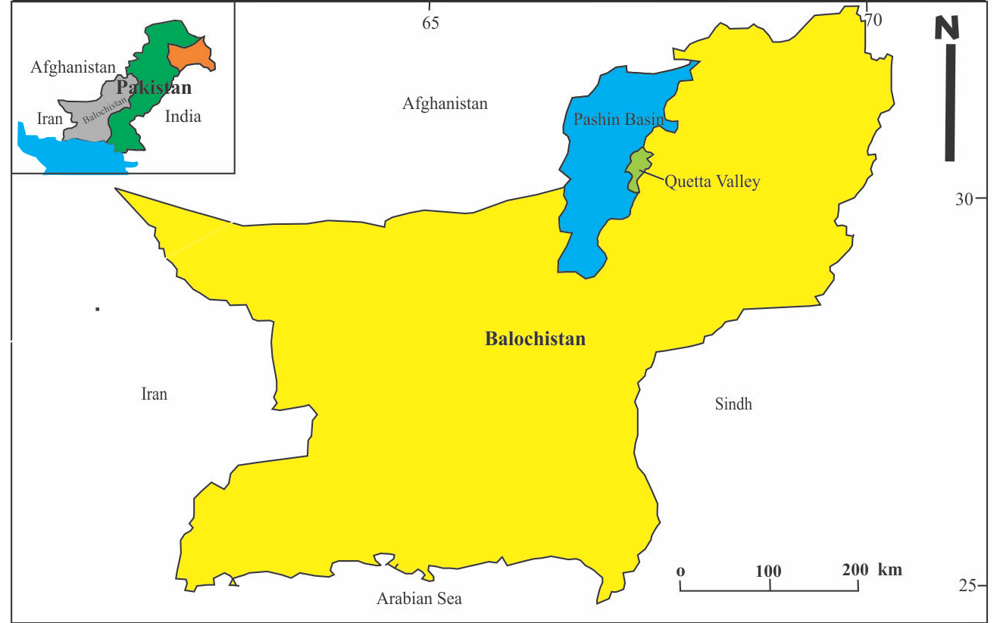 65
70
N
Afghanistan
Pakistan
Balochistan
Iran
India
Afghanistan
Pashin Basin
Quetta Valley
30
Balochistan
Iran
Sindh
o 100 200 km
25
Arabian Sea